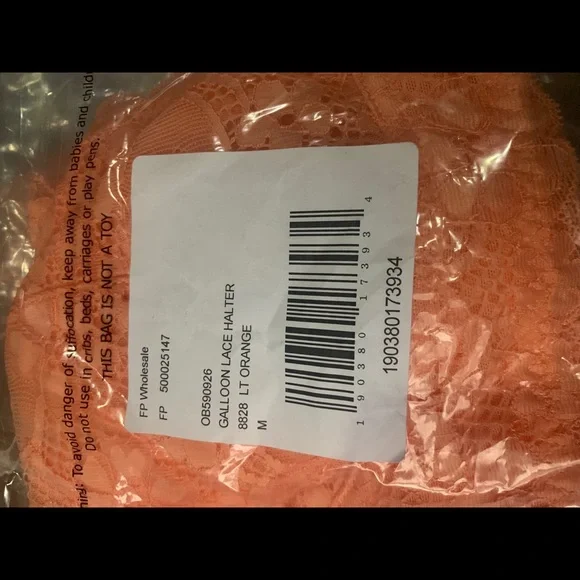 ning: To avoid danger of suffocation, keep away from babies and childr
Do not use in cribs, beds, carriages or play pens.
THIS BAG IS NOT A TOY
FP Wholesale
FP 500025147
OB590926
GALLOON LACE HALTER
8828 LT ORANGE
M
1 90380 17393 4
190380173934